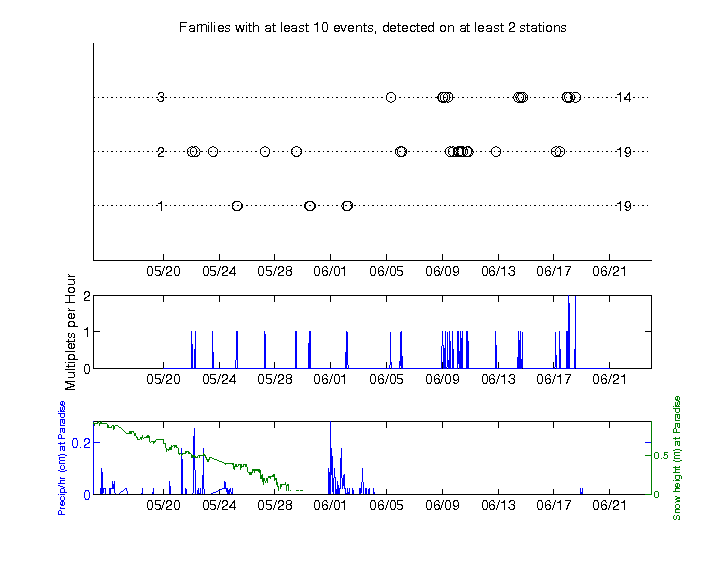 Families with at least 10 events, detected on at least 2 stations
3 14
2 19
1 19
05/20 05/24 05/28 06/01 06/05 06/09 06/13 06/17 06/21
Multiplets per Hour
2
1
0
05/20 05/24 05/28 06/01 06/05 06/09 06/13 06/17 06/21
Precip/hr (cm) at Paradise
0.2
0
Snow height (m) at Paradise
0.5
0
05/20 05/24 05/28 06/01 06/05 06/09 06/13 06/17 06/21